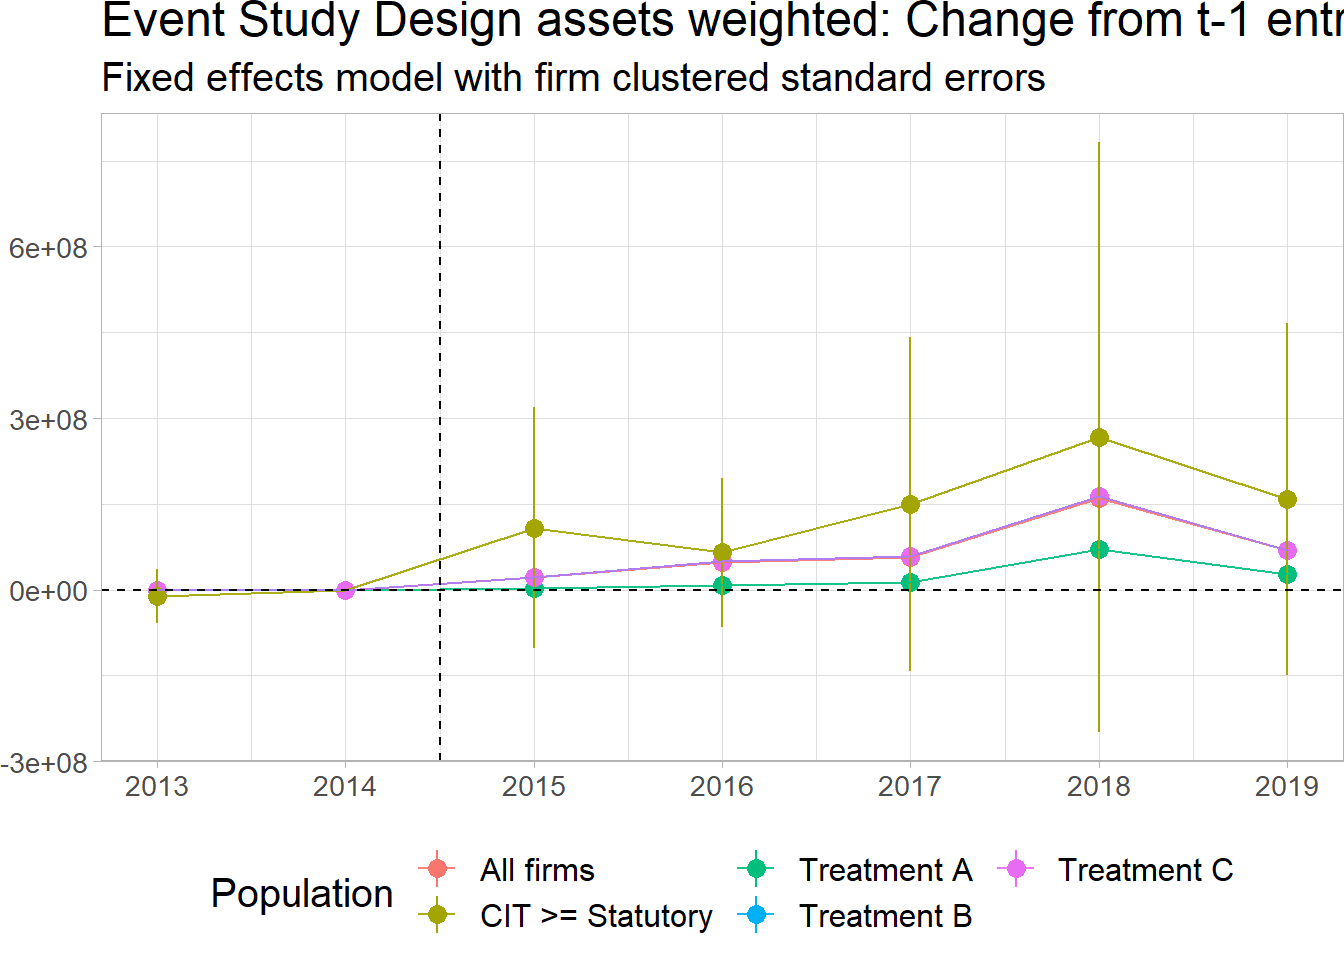 Event Study Design assets weighted: Change from t-1 entr
Fixed effects model with firm clustered standard errors
6e+08
3e+08
0e+00
-3e+08
2013 2014 2015 2016 2017 2018 2019
Population
All firms Treatment A Treatment C
CIT >= Statutory Treatment B